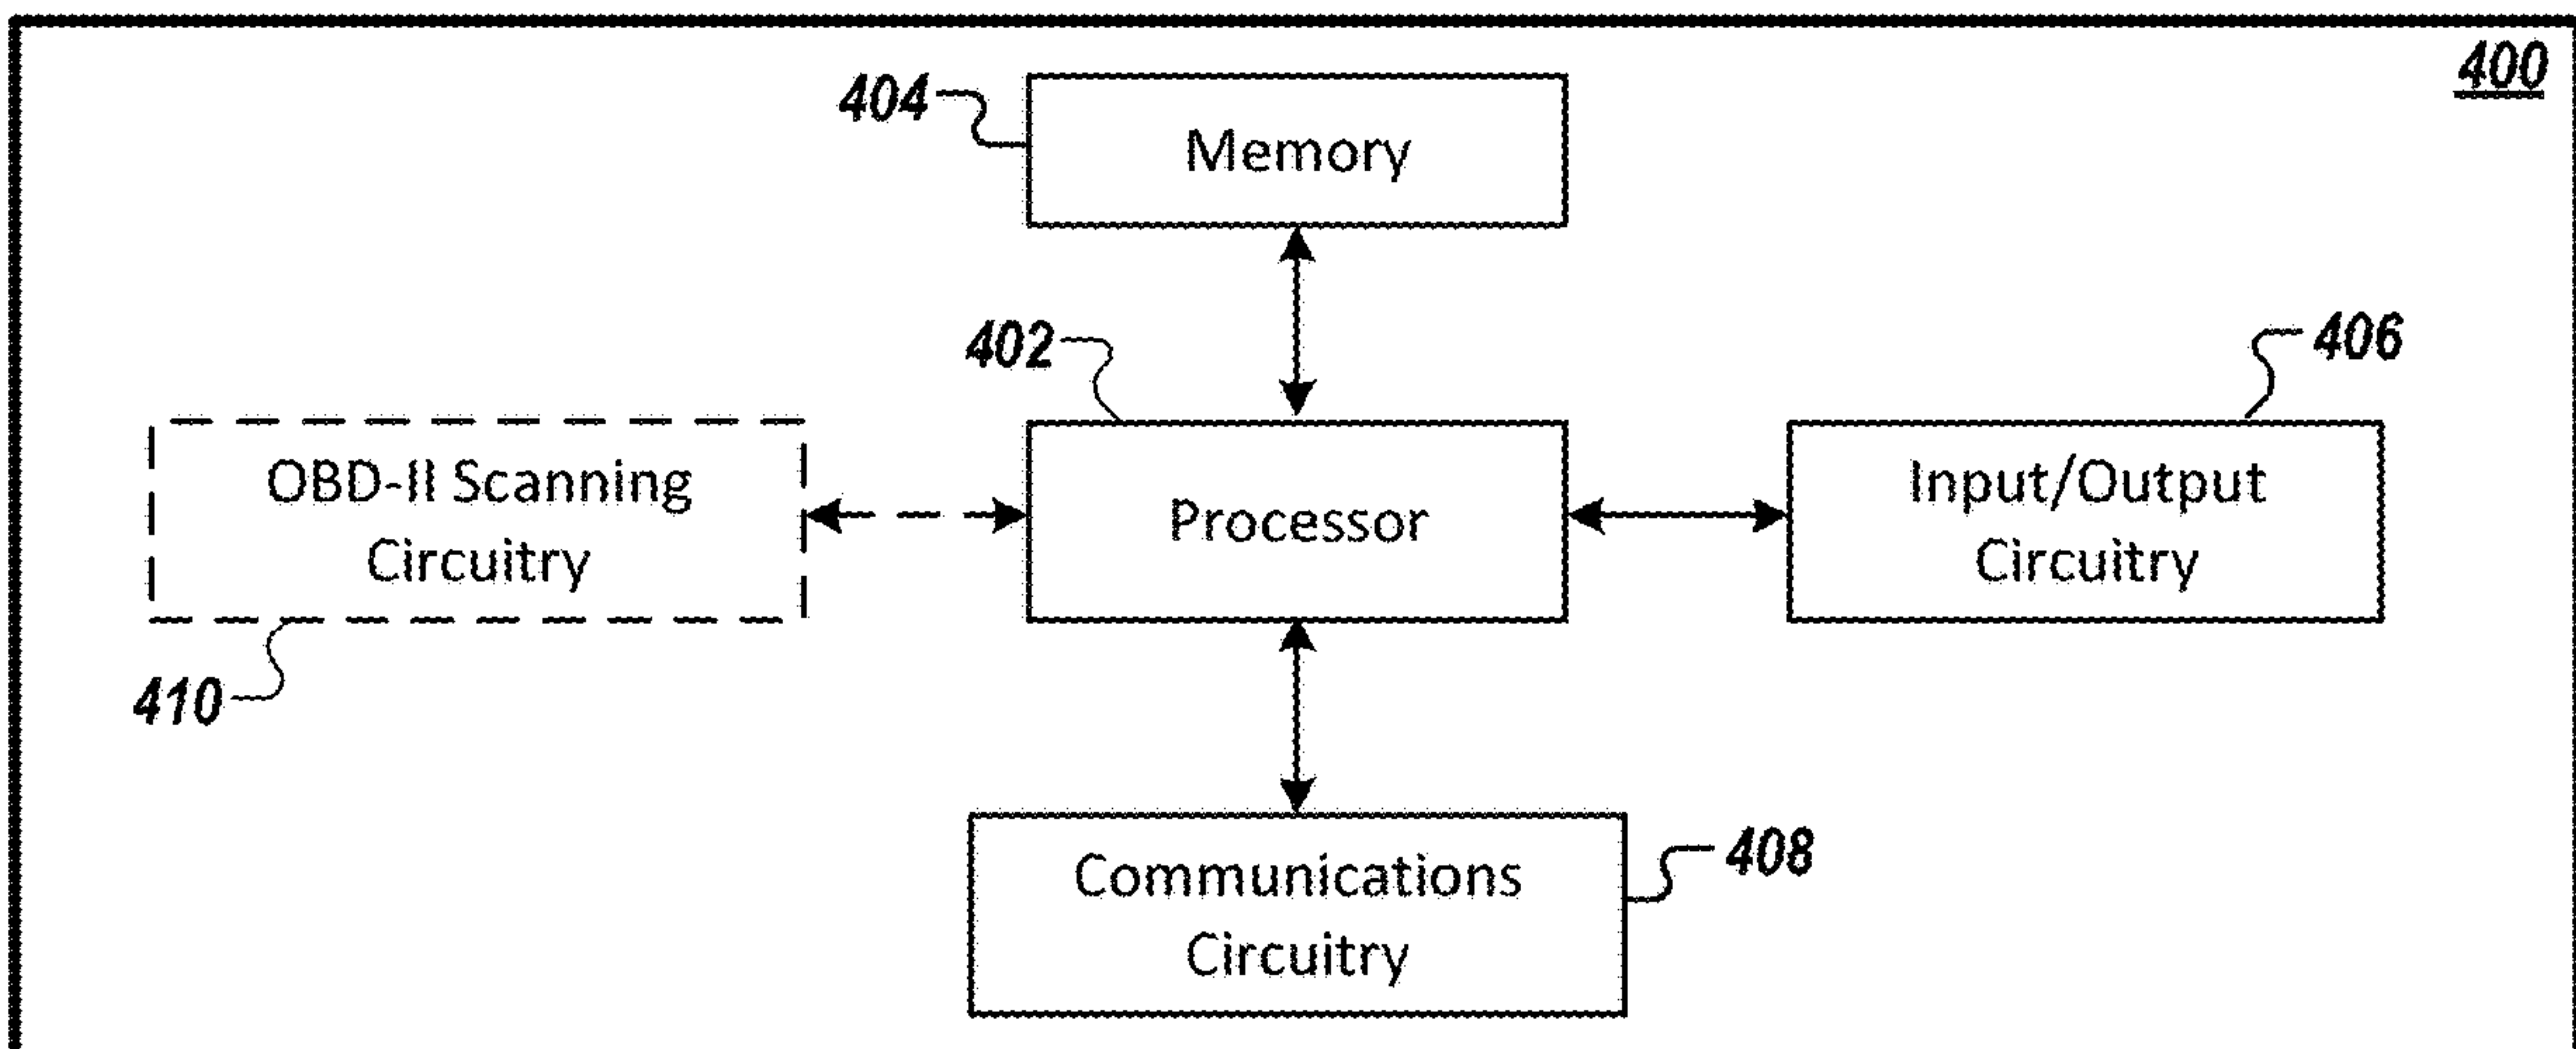 400
404
Memory
402
406
OBD-II Scanning
Circuitry
Processor
Input/Output
Circuitry
410
408
Communications
Circuitry